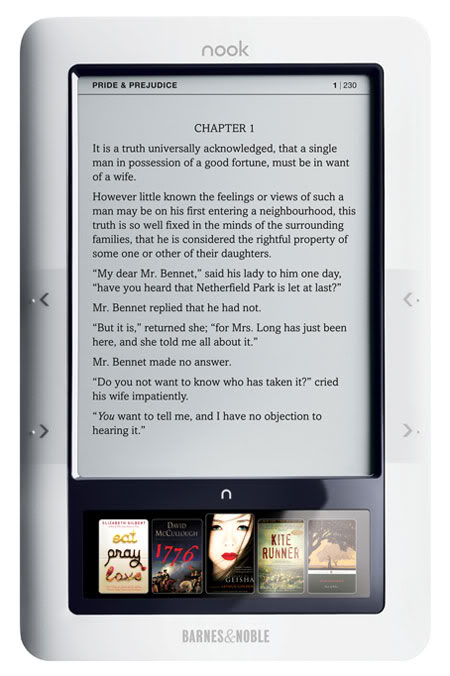 nook
PRIDE & PREJUDICE 1 | 230
CHAPTER 1
It is a truth universally acknowledged, that a single
man in possession of a good fortune, must be in want
of a wife.
However little known the feelings or views of such a
man may be on his first entering a neighbourhood, this
truth is so well fixed in the minds of the surrounding
families, that he is considered the rightful property of
some one or other of their daughters.
“My dear Mr. Bennet,” said his lady to him one day,
“have you heard that Netherfield Park is let at last?”
Mr. Bennet replied that he had not.
“But it is,” returned she; “for Mrs. Long has just been
here, and she told me all about it.”
Mr. Bennet made no answer.
“Do you not want to know who has taken it?” cried
his wife impatiently.
“You want to tell me, and I have no objection to
hearing it.”
n
ELIZABETH GILBERT
eat
pray
love
DAVID
McCULLOUGH
1776
GEISHA
KITE
RUNNER
BARNES&NOBLE